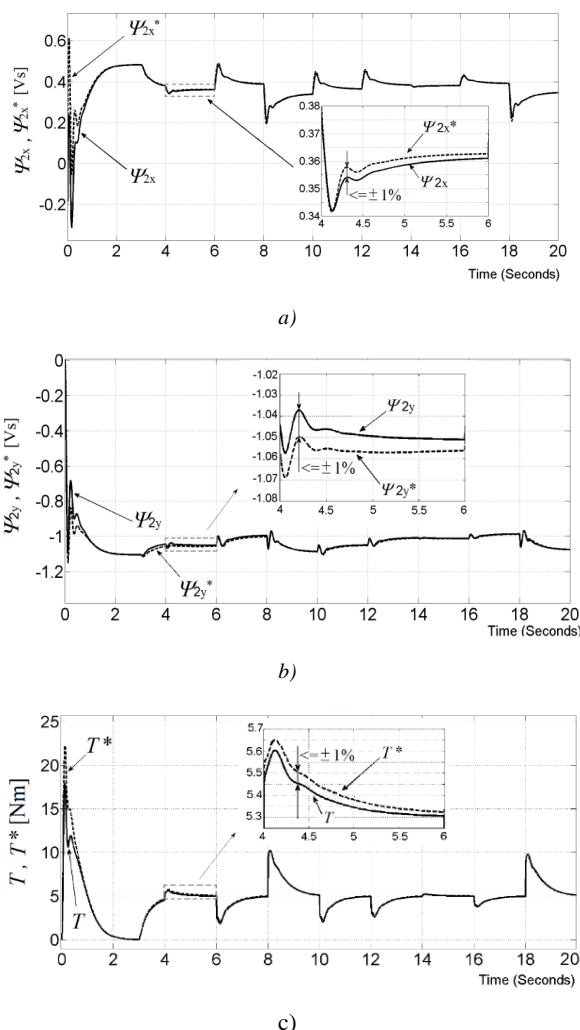 Ψ2x , Ψ2x* [Vs]
0.6
0.4
0.2
0
-0.2
Ψ2x*
Ψ2x
0.38
0.37
0.36
0.35
0.34
Ψ2x*
Ψ2x
<=±1%
4 4.5 5 5.5 6
0 2 4 6 8 10 12 14 16 18 20
Time (Seconds)
a)
Ψ2y , Ψ2y* [Vs]
0
-0.2
-0.4
-0.6
-0.8
-1
-1.2
Ψ2y
Ψ2y*
-1.02
-1.03
-1.04
-1.05
-1.06
-1.07
-1.08
Ψ2y
<=±1%
Ψ2y*
4 4.5 5 5.5 6
0 2 4 6 8 10 12 14 16 18 20
Time (Seconds)
b)
T , T* [Nm]
25
20
15
10
5
0
T*
T
5.7
5.6
5.5
5.4
5.3
<=±1%
T*
T
4 4.5 5 5.5 6
0 2 4 6 8 10 12 14 16 18 20
Time (Seconds)
c)